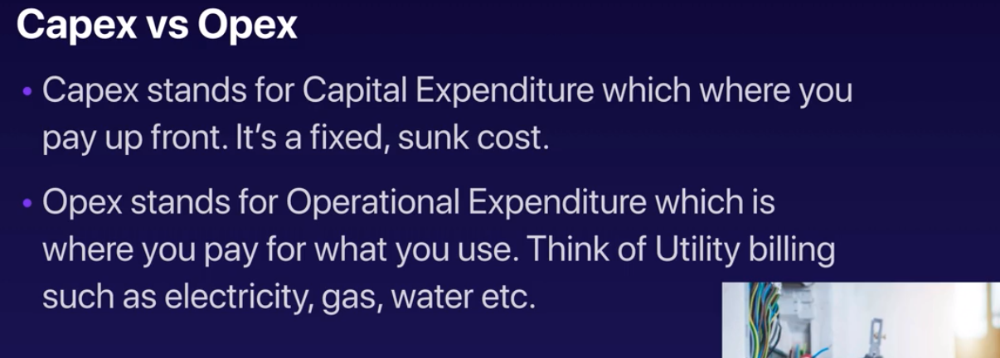 Capex vs Opex
• Capex stands for Capital Expenditure which where you
pay up front. It’s a fixed, sunk cost.
• Opex stands for Operational Expenditure which is
where you pay for what you use. Think of Utility billing
such as electricity, gas, water etc.